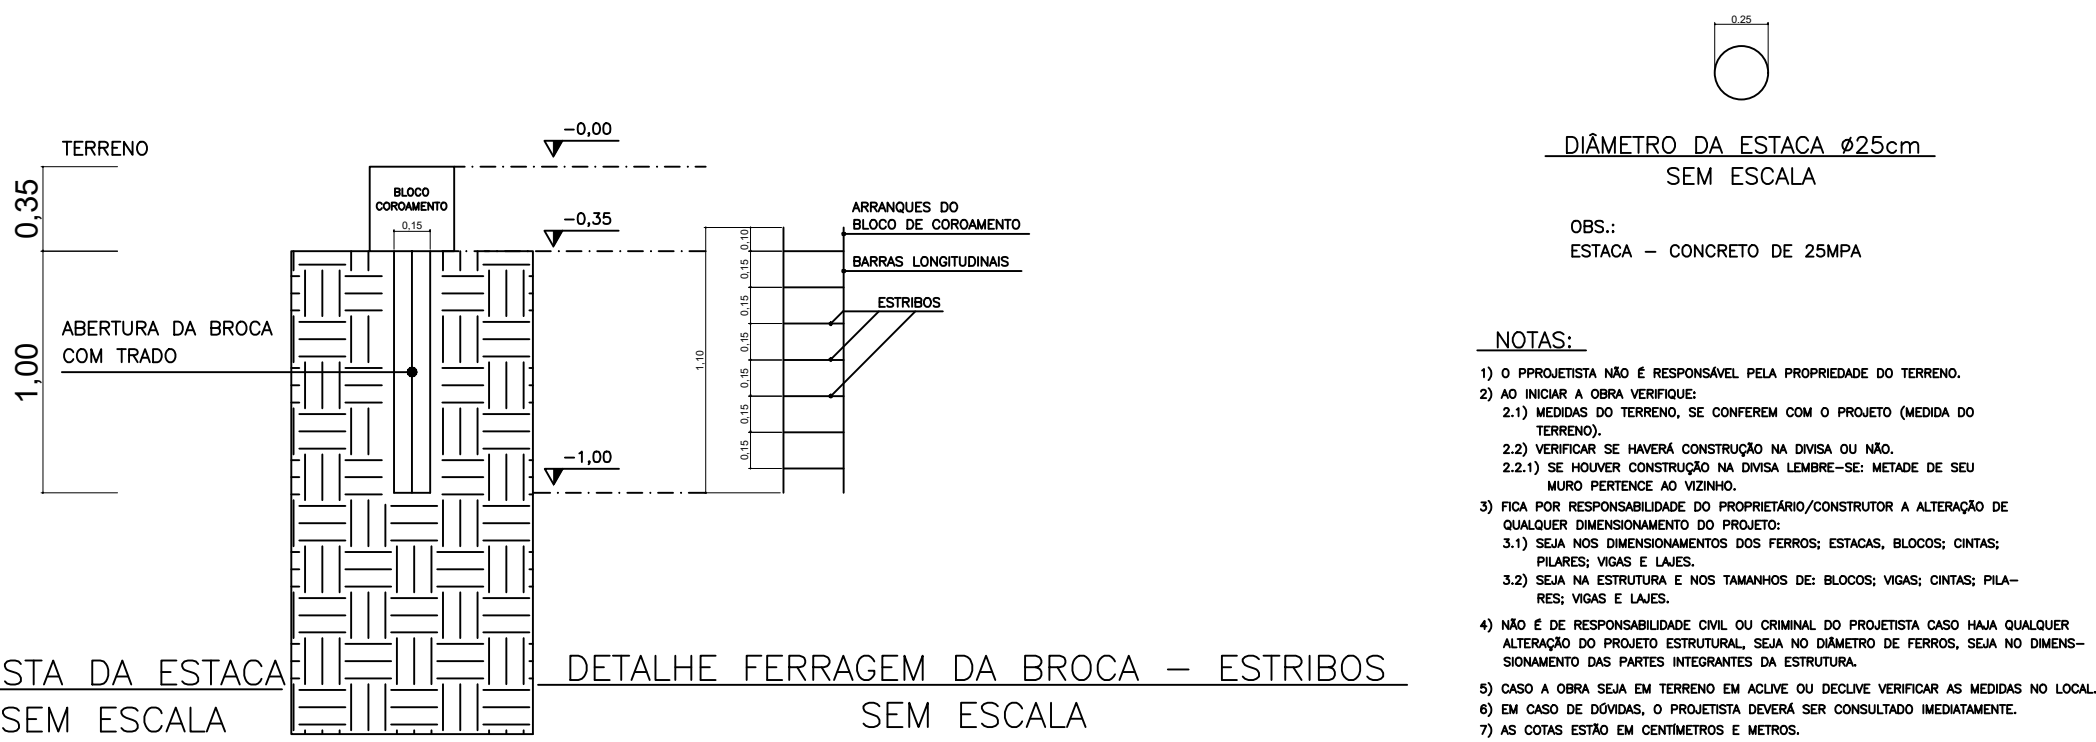 TERRENO
0,35
1,00
ABERTURA DA BROCA
COM TRADO
BLOCO
COROAMENTO
0,15
-0,00
-0,35
-1,00
STA DA ESTACA
SEM ESCALA
1,10
0,10
0,15
0,15
0,15
0,15
0,15
0,15
ARRANQUES DO
BLOCO DE COROAMENTO
BARRAS LONGITUDINAIS
ESTRIBOS
DETALHE FERRAGEM DA BROCA - ESTRIBOS
SEM ESCALA
0.25
DIÂMETRO DA ESTACA Ø25cm
SEM ESCALA
OBS.:
ESTACA - CONCRETO DE 25MPA
NOTAS:
1) O PPROJETISTA NÃO É RESPONSÁVEL PELA PROPRIEDADE DO TERRENO.
2) AO INICIAR A OBRA VERIFIQUE:
2.1) MEDIDAS DO TERRENO, SE CONFEREM COM O PROJETO (MEDIDA DO
TERRENO).
2.2) VERIFICAR SE HAVERÁ CONSTRUÇÃO NA DIVISA OU NÃO.
2.2.1) SE HOUVER CONSTRUÇÃO NA DIVISA LEMBRE-SE: METADE DE SEU
MURO PERTENCE AO VIZINHO.
3) FICA POR RESPONSABILIDADE DO PROPRIETÁRIO/CONSTRUTOR A ALTERAÇÃO DE
QUALQUER DIMENSIONAMENTO DO PROJETO:
3.1) SEJA NOS DIMENSIONAMENTOS DOS FERROS; ESTACAS, BLOCOS; CINTAS;
PILARES; VIGAS E LAJES.
3.2) SEJA NA ESTRUTURA E NOS TAMANHOS DE: BLOCOS; VIGAS; CINTAS; PILA-
RES; VIGAS E LAJES.
4) NÃO É DE RESPONSABILIDADE CIVIL OU CRIMINAL DO PROJETISTA CASO HAJA QUALQUER
ALTERAÇÃO DO PROJETO ESTRUTURAL, SEJA NO DIÂMETRO DE FERROS, SEJA NO DIMENS-
SIONAMENTO DAS PARTES INTEGRANTES DA ESTRUTURA.
5) CASO A OBRA SEJA EM TERRENO EM ACLIVE OU DECLIVE VERIFICAR AS MEDIDAS NO LOCAL.
6) EM CASO DE DÚVIDAS, O PROJETISTA DEVERÁ SER CONSULTADO IMEDIATAMENTE.
7) AS COTAS ESTÃO EM CENTÍMETROS E METROS.